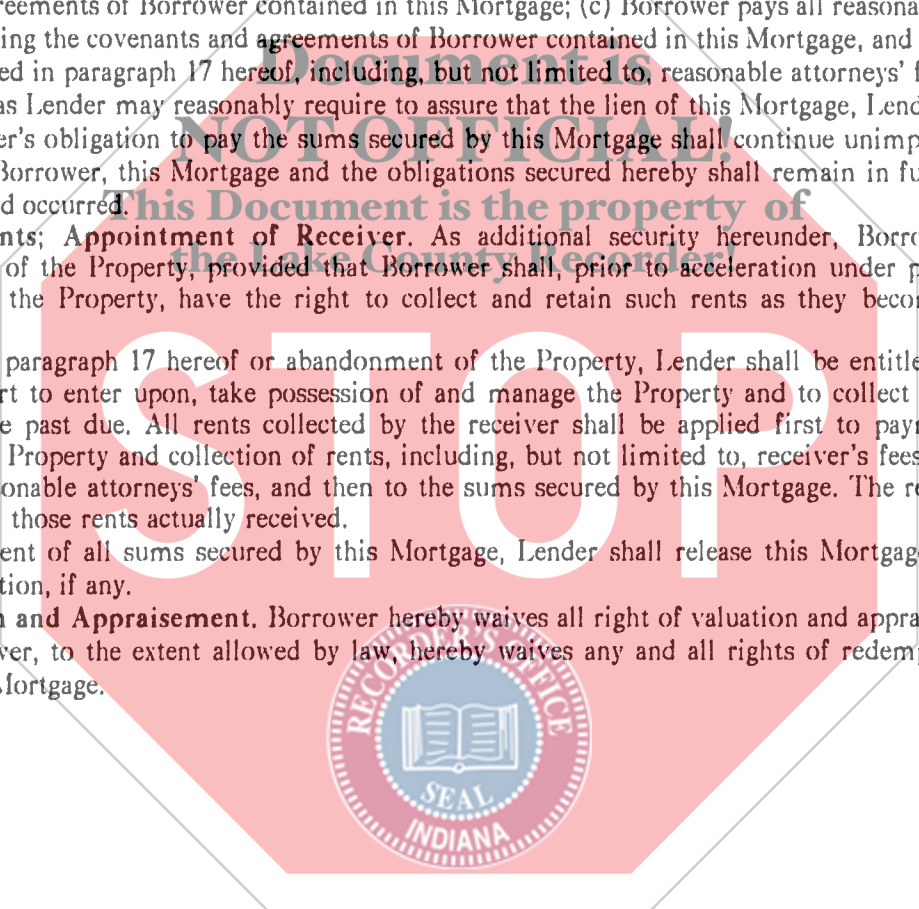 reements of Borrower contained in this Mortgage; (c) Borrower pays all reasona
ing the covenants and agreements of Borrower contained in this Mortgage, and
ed in paragraph 17 hereof, including, but not limited to, reasonable attorneys' f
as Lender may reasonably require to assure that the lien of this Mortgage, Lend
er's obligation to pay the sums secured by this Mortgage shall continue unimp
Borrower, this Mortgage and the obligations secured hereby shall remain in fu
d occurred.
nts; Appointment of Receiver. As additional security hereunder, Borro
of the Property, provided that Borrower shall, prior to acceleration under p
the Property, have the right to collect and retain such rents as they beco
paragraph 17 hereof or abandonment of the Property, Lender shall be entitle
rt to enter upon, take possession of and manage the Property and to collect
e past due. All rents collected by the receiver shall be applied first to pay
Property and collection of rents, including, but not limited to, receiver's fees
onable attorneys' fees, and then to the sums secured by this Mortgage. The re
those rents actually received.
ent of all sums secured by this Mortgage, Lender shall release this Mortgag
tion, if any.
n and Appraisement. Borrower hereby waives all right of valuation and appra
ver, to the extent allowed by law, hereby waives any and all rights of redemp
Mortgage.
Document is
NOT OFFICIAL!
This Document is the property of
the Lake County Recorder!
STOP
RECORDER'S OFFICE
SEAL
INDIANA